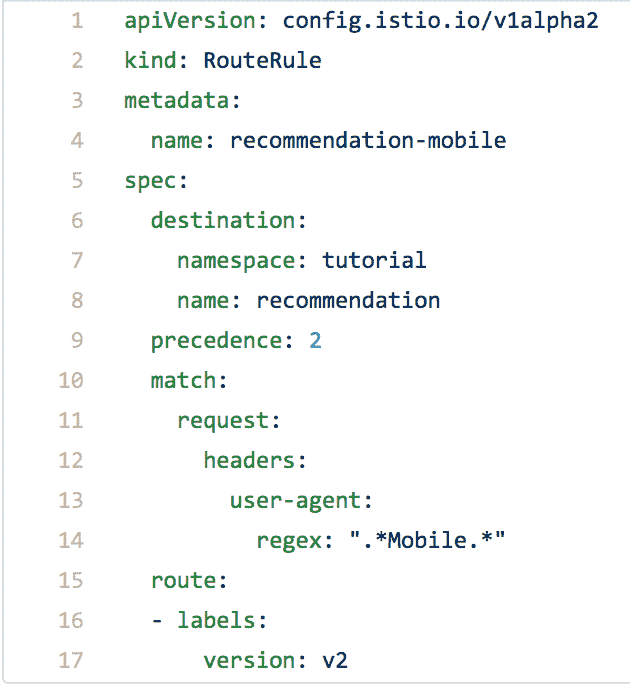 1 apiVersion: config.istio.io/v1alpha2
2 kind: RouteRule
3 metadata:
4   name: recommendation-mobile
5 spec:
6   destination:
7     namespace: tutorial
8     name: recommendation
9   precedence: 2
10   match:
11     request:
12       headers:
13         user-agent:
14           regex: ".*Mobile.*"
15   route:
16   - labels:
17       version: v2